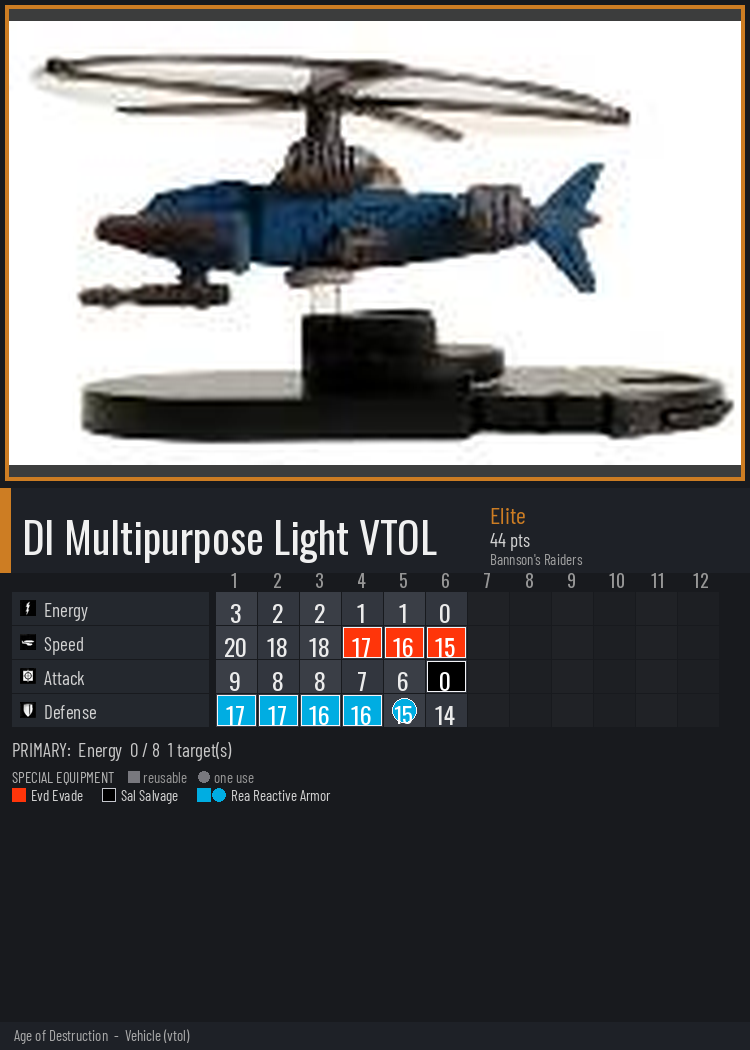 DI Multipurpose Light VTOL
Elite
44 pts
Bannson's Raiders
1 2 3 4 5 6 7 8 9 10 11 12
Energy 3 2 2 1 1 0
Speed 20 18 18 17 16 15
Attack 9 8 8 7 6 0
Defense 17 17 16 16 15 14
PRIMARY: Energy 0 / 8 1 target(s)
SPECIAL EQUIPMENT reusable one use
Evd Evade Sal Salvage Rea Reactive Armor
Age of Destruction - Vehicle (vtol)